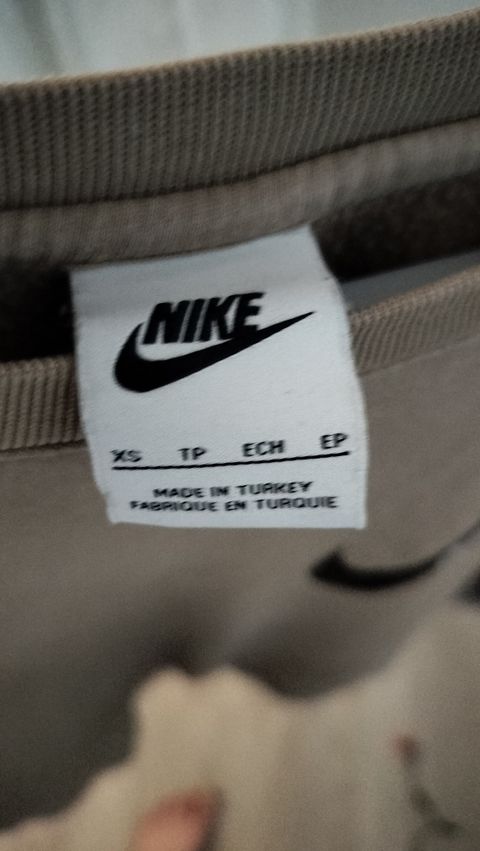 NIKE
XS TP ECH EP
MADE IN TURKEY
FABRIQUE EN TURQUIE